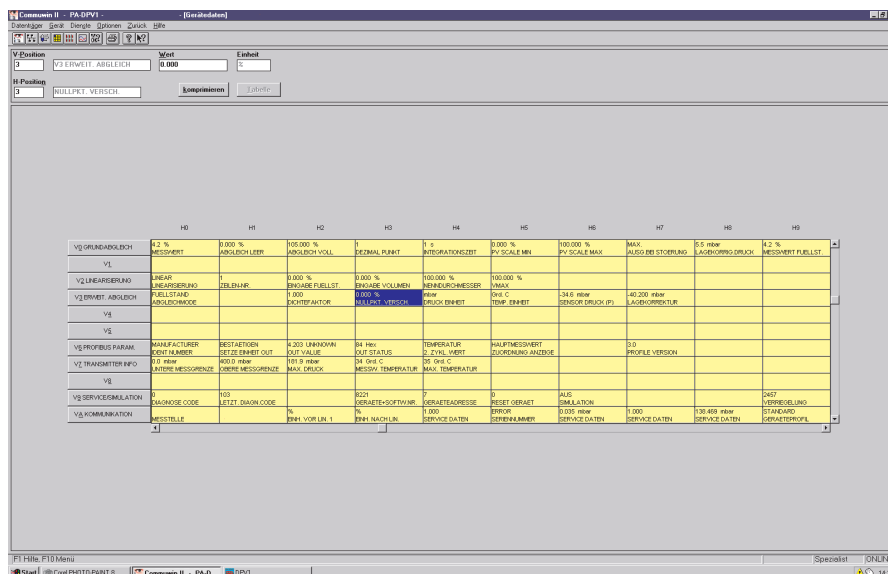 Commuwin II - PA-DPV1 - - [Gerätedaten]
Datenträger Gerät Diengte Optionen Zurück Hilfe
V-Position Wert Einheit
3 V3 ERWEIT. ABGLEICH 0.000 %
H-Position
3 NULLPKT. VERSCH. komprimieren Tabelle
H0 H1 H2 H3 H4 H5 H6 H7 H8 H9
4.2 % 0.000 % 105.000 % 1 1 s 0.000 % 100.000 % MAX. 5.5 mbar 4.2 %
V0 GRUNDABGLEICH MESSWERT ABGLEICH LEER ABGLEICH VOLL DEZIMAL PUNKT INTEGRATIONSZEIT PV SCALE MIN PV SCALE MAX AUSG.BEI STOERUNG LAGEKORRIG.DRUCK MESSWERT FUELLST.
V1
LINEAR 1 0.000 % 0.000 % 100.000 % 100.000 %
V2 LINEARISIERUNG LINEARISIERUNG ZEILEN-NR. EINGABE FUELLST. EINGABE VOLUMEN NENNDURCHMESSER VMAX
FUELLSTAND 1.000 0.000 % mbar Grd. C -34.6 mbar -40.200 mbar
V3 ERWEIT. ABGLEICH ABGLEICHMODE DICHTEFAKTOR NULLPKT. VERSCH. DRUCK EINHEIT TEMP. EINHEIT SENSOR DRUCK (P) LAGEKORREKTUR
V4
V5
MANUFACTURER BESTAETIGEN 4.203 UNKNOWN 84 Hex TEMPERATUR HAUPTMESSWERT 3.0
V6 PROFIBUS PARAM. IDENT NUMBER SETZE EINHEIT OUT OUT VALUE OUT STATUS 2. ZYKL. WERT ZUORDNUNG ANZEIGE PROFILE VERSION
0.0 mbar 400.0 mbar 181.9 mbar 34 Grd. C 35 Grd. C
V7 TRANSMITTER INFO UNTERE MESSGRENZE OBERE MESSGRENZE MAX. DRUCK MESSW. TEMPERATUR MAX. TEMPERATUR
V8
0 103 8221 7 0 AUS 2457
V9 SERVICE/SIMULATION DIAGNOSE CODE LETZT. DIAGN.CODE GERAETE+SOFTW.NR. GERAETEADRESSE RESET GERAET SIMULATION VERRIEGELUNG
% % 1.000 ERROR 0.035 mbar 1.000 138.469 mbar STANDARD
VA KOMMUNIKATION MESSTELLE EINH. VOR LIN. 1 EINH. NACH LIN. SERVICE DATEN SERIENNUMMER SERVICE DATEN SERVICE DATEN SERVICE DATEN GERAETEPROFIL
F1 Hilfe, F10 Menü Spezialist ONLIN
Start Corel PHOTO-PAINT 8 Commuwin II - PA-D DPV1